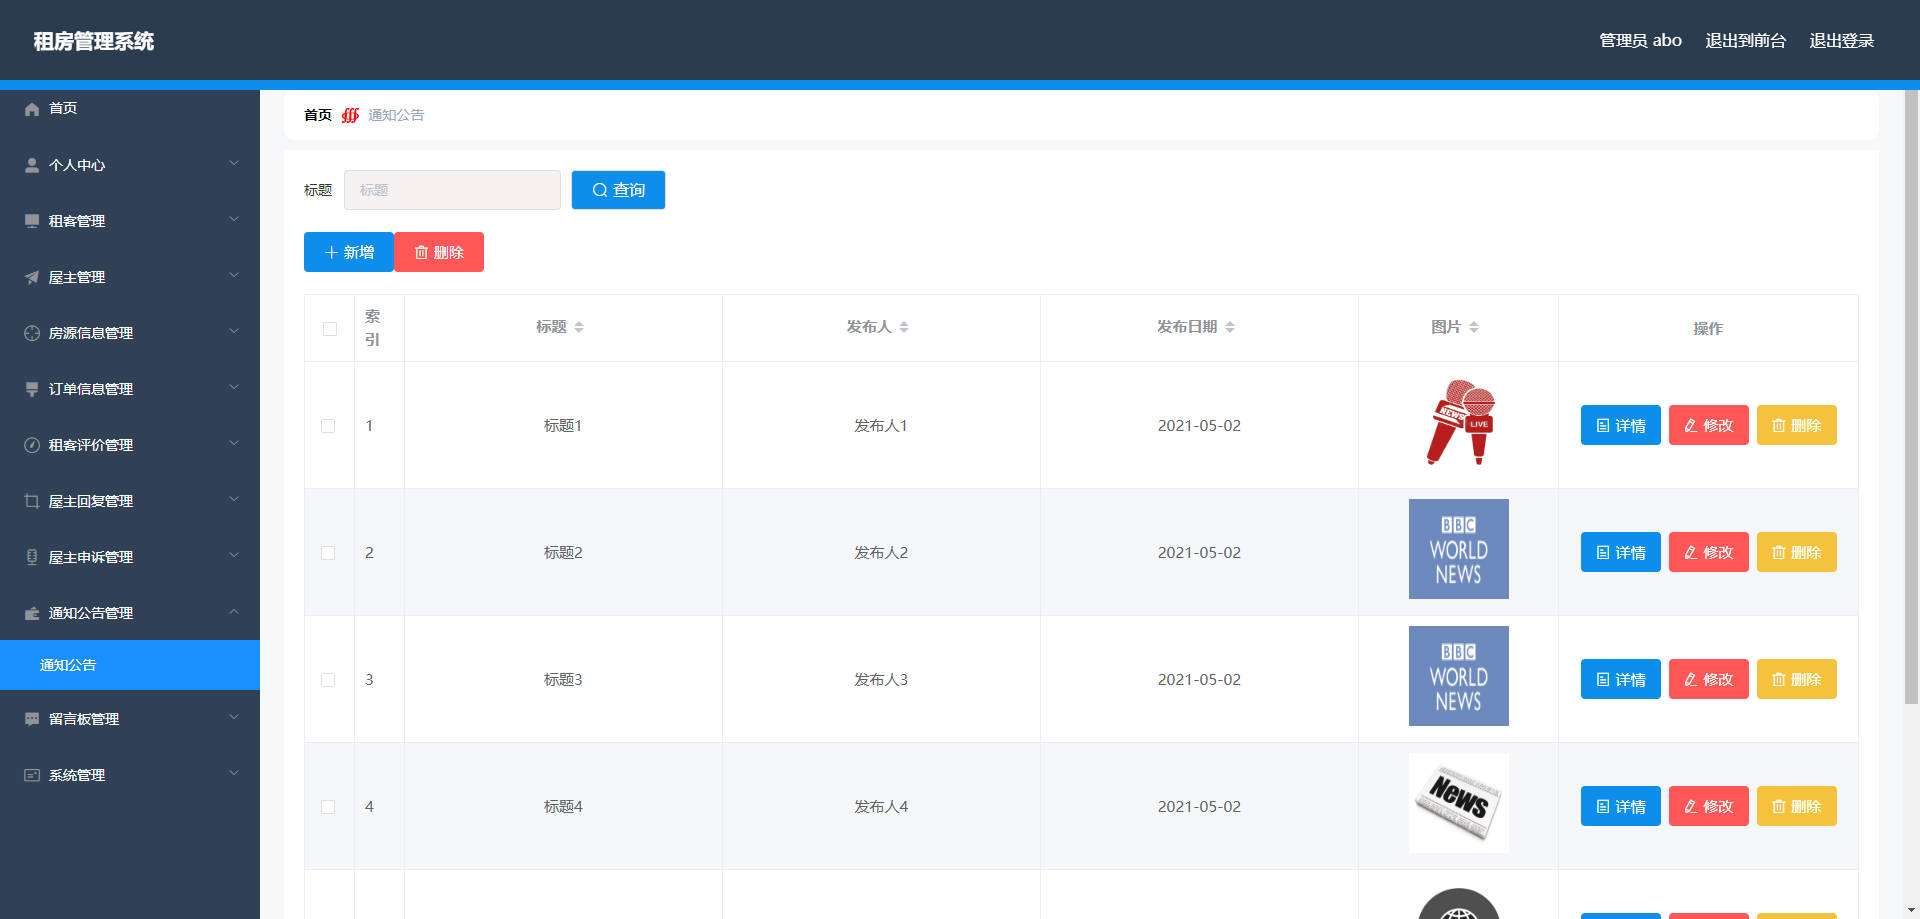 租房管理系统
管理员 abo 退出到前台 退出登录
首页
个人中心
租客管理
屋主管理
房源信息管理
订单信息管理
租客评价管理
屋主回复管理
屋主申诉管理
通知公告管理
通知公告
留言板管理
系统管理
首页 通知公告
标题 标题 查询
新增 删除
索引 标题 发布人 发布日期 图片 操作
1 标题1 发布人1 2021-05-02 NEWS LIVE 详情 修改 删除
2 标题2 发布人2 2021-05-02 BBC WORLD NEWS 详情 修改 删除
3 标题3 发布人3 2021-05-02 BBC WORLD NEWS 详情 修改 删除
4 标题4 发布人4 2021-05-02 News 详情 修改 删除